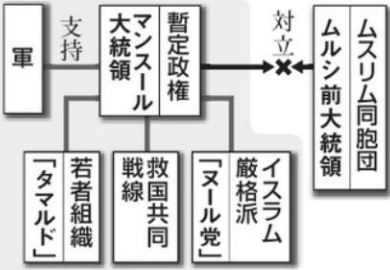 軍
支持
暫定政権
マンスール
大統領
対立
ムスリム同胞団
ムルシ前大統領
若者組織
「タマルド」
救国共同
戦線
イスラム
厳格派
「ヌール党」